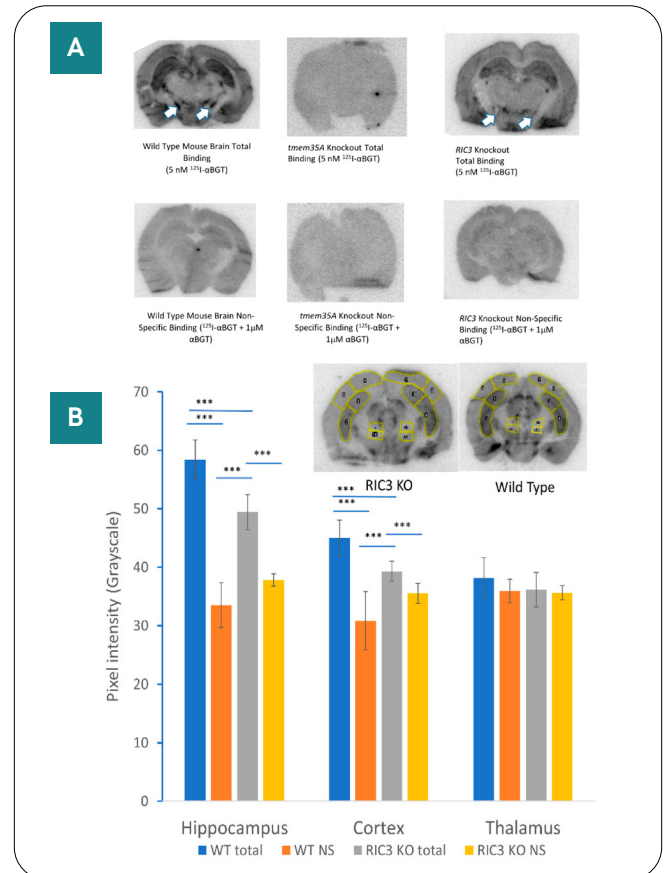 A
Wild Type Mouse Brain Total
Binding
(5 nM ¹²⁵I-αBGT)
tmem35A Knockout Total
Binding (5 nM ¹²⁵I-αBGT)
RIC3 Knockout
Total Binding
(5 nM ¹²⁵I-αBGT)
Wild Type Mouse Brain Non-
Specific Binding (¹²⁵I-αBGT + 1µM
αBGT)
tmem35A Knockout Non-
Specific Binding (¹²⁵I-αBGT +
1µM αBGT)
RIC3 Knockout Non-Specific
Binding (¹²⁵I-αBGT + 1µM
αBGT)
B
RIC3 KO
Wild Type
Pixel intensity (Grayscale)
70
60
50
40
30
20
10
0
***
***
***
***
***
***
***
***
Hippocampus
Cortex
Thalamus
WT total
WT NS
RIC3 KO total
RIC3 KO NS